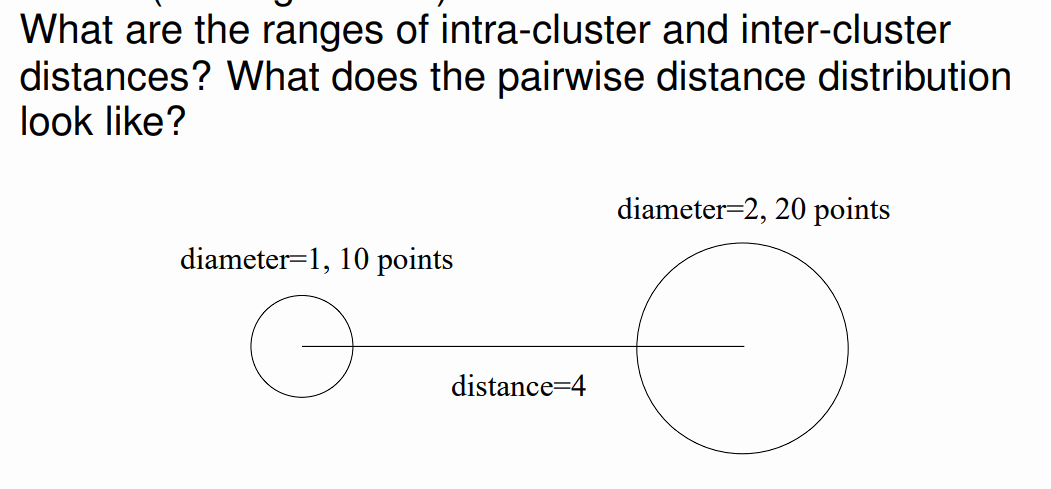 What are the ranges of intra-cluster and inter-cluster
distances? What does the pairwise distance distribution
look like?
diameter=2, 20 points
diameter=1, 10 points
distance=4